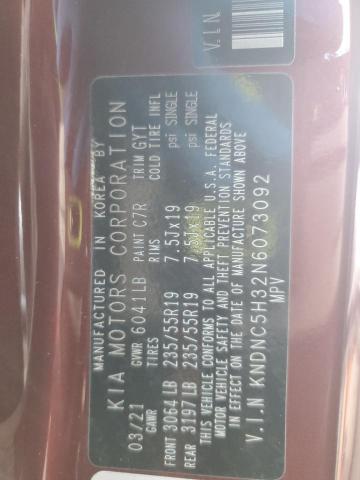 MANUFACTURED IN KOREA BY
KIA MOTORS CORPORATION
03/21 GVWR 6041LB PAINT C7R TRIM GYT
GAWR TIRES RIMS COLD TIRE INFL
FRONT 3064LB 235/55R19 7.5Jx19 psi SINGLE
REAR 3197LB 235/55R19 7.5Jx19 psi SINGLE
THIS VEHICLE CONFORMS TO ALL APPLICABLE U.S.A. FEDERAL
MOTOR VEHICLE SAFETY AND THEFT PREVENTION STANDARDS
IN EFFECT ON THE DATE OF MANUFACTURE SHOWN ABOVE
V.I.N KNDNC5H32N6073092
MPV
V.I.N